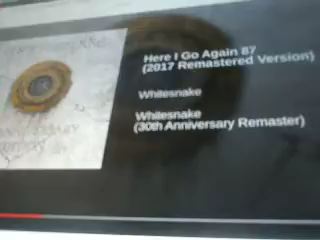 Here I Go Again 87
(2017 Remastered Version)
Whitesnake
Whitesnake
(30th Anniversary Remaster)